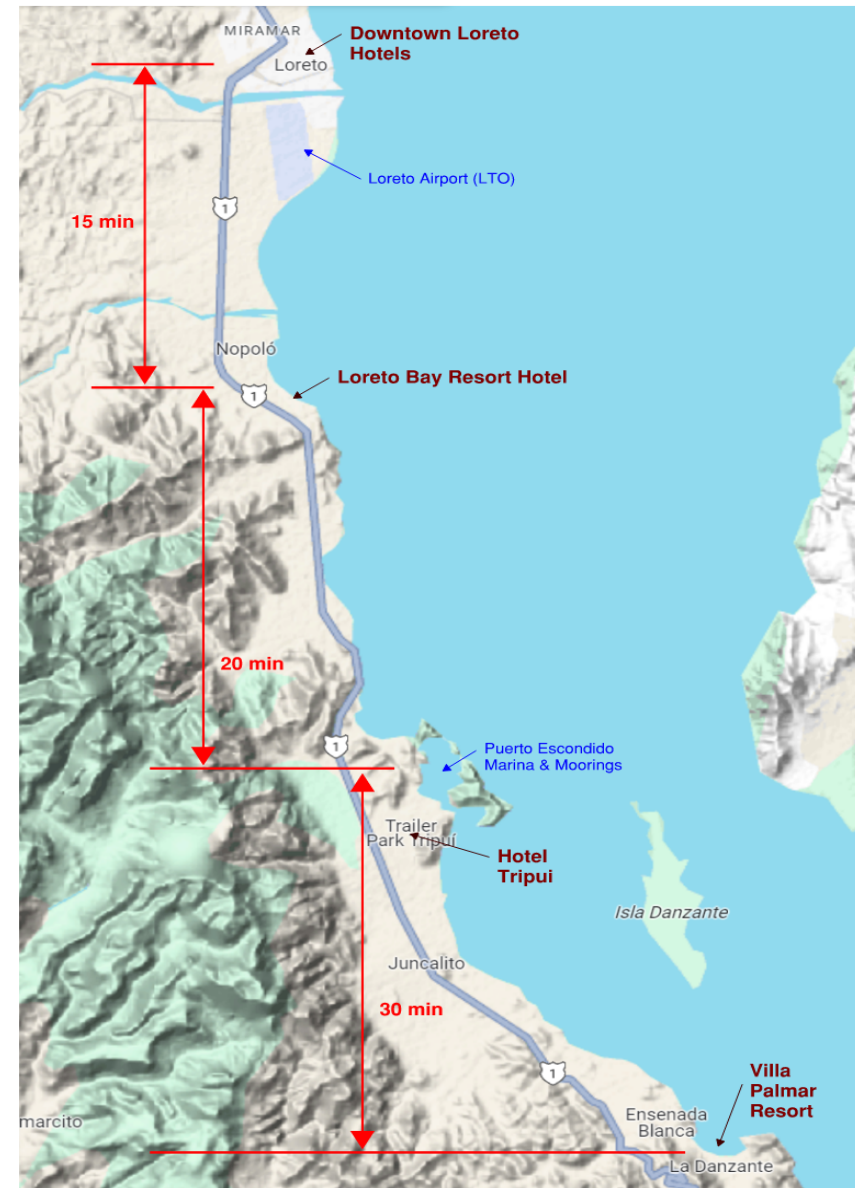 MIRAMAR
Downtown Loreto
Hotels
Loreto
Loreto Airport (LTO)
1
15 min
Nopoló
Loreto Bay Resort Hotel
1
20 min
1
Puerto Escondido
Marina & Moorings
Trailer
Park Tripuí
Hotel
Tripui
Isla Danzante
Juncalito
30 min
1
Villa
Palmar
Resort
Ensenada
Blanca
marcito
La Danzante